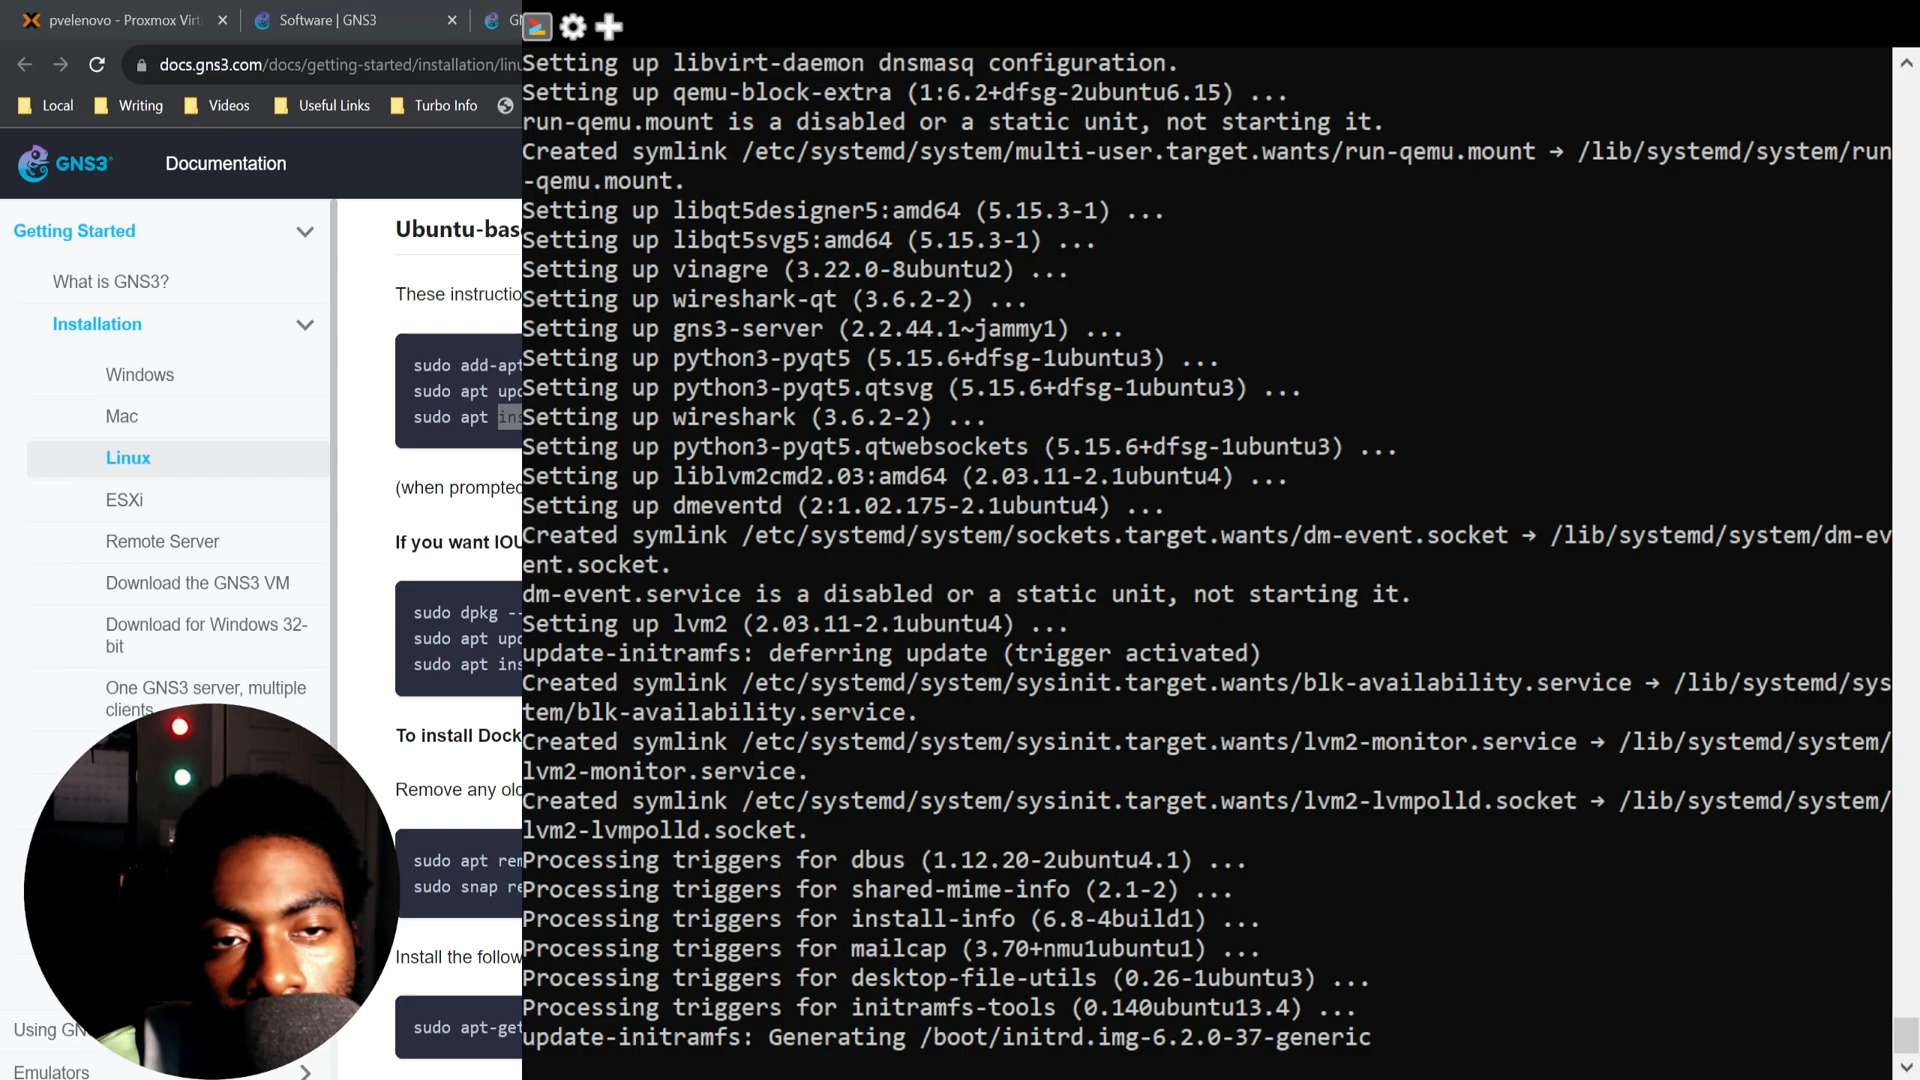 pvelenovo - Proxmox Virt
Software | GNS3
docs.gns3.com/docs/getting-started/installation/linu
Local
Writing
Videos
Useful Links
Turbo Info
GNS3
Documentation
Getting Started
What is GNS3?
Installation
Windows
Mac
Linux
ESXi
Remote Server
Download the GNS3 VM
Download for Windows 32-
bit
One GNS3 server, multiple
clients
Using GN
Emulators
Ubuntu-bas
These instructio
sudo add-apt
sudo apt upd
sudo apt ins
(when prompted
If you want IOU
sudo dpkg --
sudo apt upd
sudo apt ins
To install Dock
Remove any old
sudo apt rem
sudo snap re
Install the follow
sudo apt-get
Setting up libvirt-daemon dnsmasq configuration.
Setting up qemu-block-extra (1:6.2+dfsg-2ubuntu6.15) ...
run-qemu.mount is a disabled or a static unit, not starting it.
Created symlink /etc/systemd/system/multi-user.target.wants/run-qemu.mount → /lib/systemd/system/run
-qemu.mount.
Setting up libqt5designer5:amd64 (5.15.3-1) ...
Setting up libqt5svg5:amd64 (5.15.3-1) ...
Setting up vinagre (3.22.0-8ubuntu2) ...
Setting up wireshark-qt (3.6.2-2) ...
Setting up gns3-server (2.2.44.1~jammy1) ...
Setting up python3-pyqt5 (5.15.6+dfsg-1ubuntu3) ...
Setting up python3-pyqt5.qtsvg (5.15.6+dfsg-1ubuntu3) ...
Setting up wireshark (3.6.2-2) ...
Setting up python3-pyqt5.qtwebsockets (5.15.6+dfsg-1ubuntu3) ...
Setting up liblvm2cmd2.03:amd64 (2.03.11-2.1ubuntu4) ...
Setting up dmeventd (2:1.02.175-2.1ubuntu4) ...
Created symlink /etc/systemd/system/sockets.target.wants/dm-event.socket → /lib/systemd/system/dm-ev
ent.socket.
dm-event.service is a disabled or a static unit, not starting it.
Setting up lvm2 (2.03.11-2.1ubuntu4) ...
update-initramfs: deferring update (trigger activated)
Created symlink /etc/systemd/system/sysinit.target.wants/blk-availability.service → /lib/systemd/sys
tem/blk-availability.service.
Created symlink /etc/systemd/system/sysinit.target.wants/lvm2-monitor.service → /lib/systemd/system/
lvm2-monitor.service.
Created symlink /etc/systemd/system/sysinit.target.wants/lvm2-lvmpolld.socket → /lib/systemd/system/
lvm2-lvmpolld.socket.
Processing triggers for dbus (1.12.20-2ubuntu4.1) ...
Processing triggers for shared-mime-info (2.1-2) ...
Processing triggers for install-info (6.8-4build1) ...
Processing triggers for mailcap (3.70+nmu1ubuntu1) ...
Processing triggers for desktop-file-utils (0.26-1ubuntu3) ...
Processing triggers for initramfs-tools (0.140ubuntu13.4) ...
update-initramfs: Generating /boot/initrd.img-6.2.0-37-generic